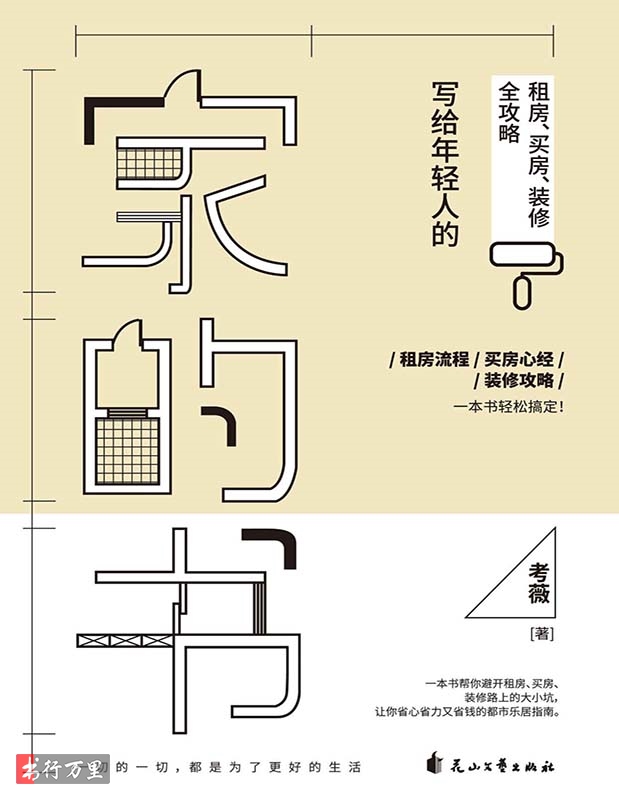 家的书
写给年轻人的
租房、买房、装修
全攻略
/ 租房流程 / 买房心经 /
/ 装修攻略 /
一本书轻松搞定！
考薇
[著]
一本书帮你避开租房、买房、
装修路上的大小坑，
让你省心省力又省钱的都市乐居指南。
书行万里
切的一切，都是为了更好的生活
花山文艺出版社